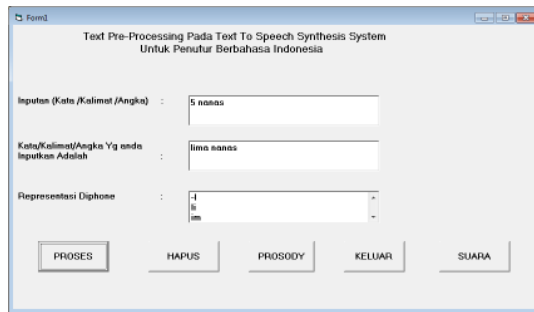 Form1
Text Pre-Processing Pada Text To Speech Synthesis System
Untuk Penutur Berbahasa Indonesia
Inputan (Kata /Kalimat /Angka) : 5 nanas
Kata/Kalimat/Angka Yg anda
Inputkan Adalah : lima nanas
Representasi Diphone : -l
li
im
PROSES HAPUS PROSODY KELUAR SUARA